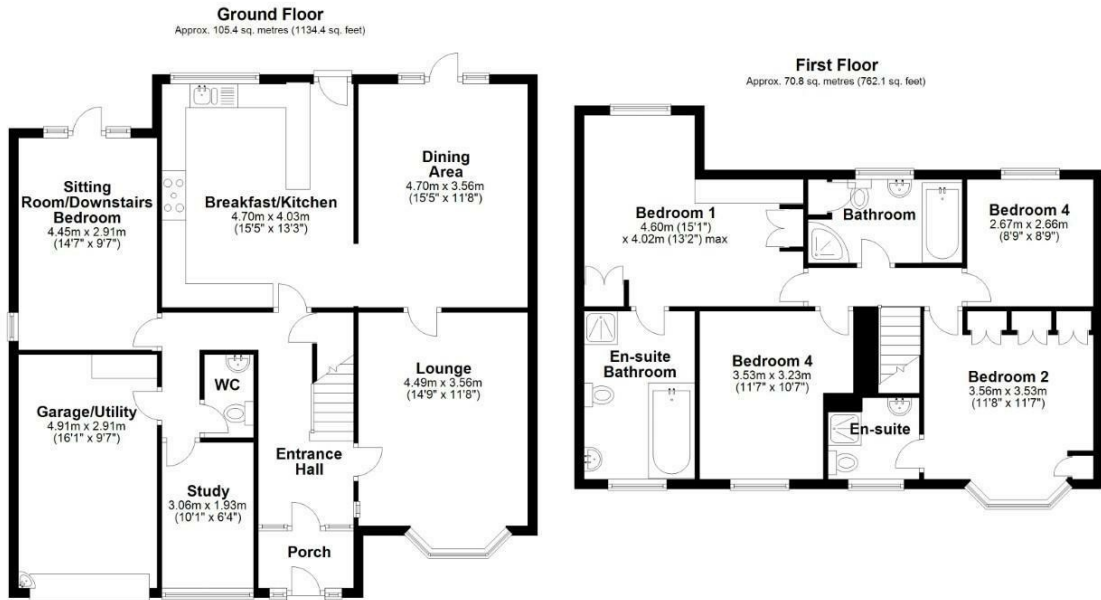 Ground Floor
Approx. 105.4 sq. metres (1134.4 sq. feet)
Sitting
Room/Downstairs
Bedroom
4.45m x 2.91m
(14'7" x 9'7")
Breakfast/Kitchen
4.70m x 4.03m
(15'5" x 13'3")
Dining
Area
4.70m x 3.56m
(15'5" x 11'8")
Garage/Utility
4.91m x 2.91m
(16'1" x 9'7")
WC
Lounge
4.49m x 3.56m
(14'9" x 11'8")
Entrance
Hall
Study
3.06m x 1.93m
(10'1" x 6'4")
Porch
First Floor
Approx. 70.8 sq. metres (762.1 sq. feet)
Bedroom 1
4.60m (15'1")
x 4.02m (13'2") max
Bathroom
Bedroom 4
2.67m x 2.66m
(8'9" x 8'9")
En-suite
Bathroom
Bedroom 4
3.53m x 3.23m
(11'7" x 10'7")
En-suite
Bedroom 2
3.56m x 3.53m
(11'8" x 11'7")